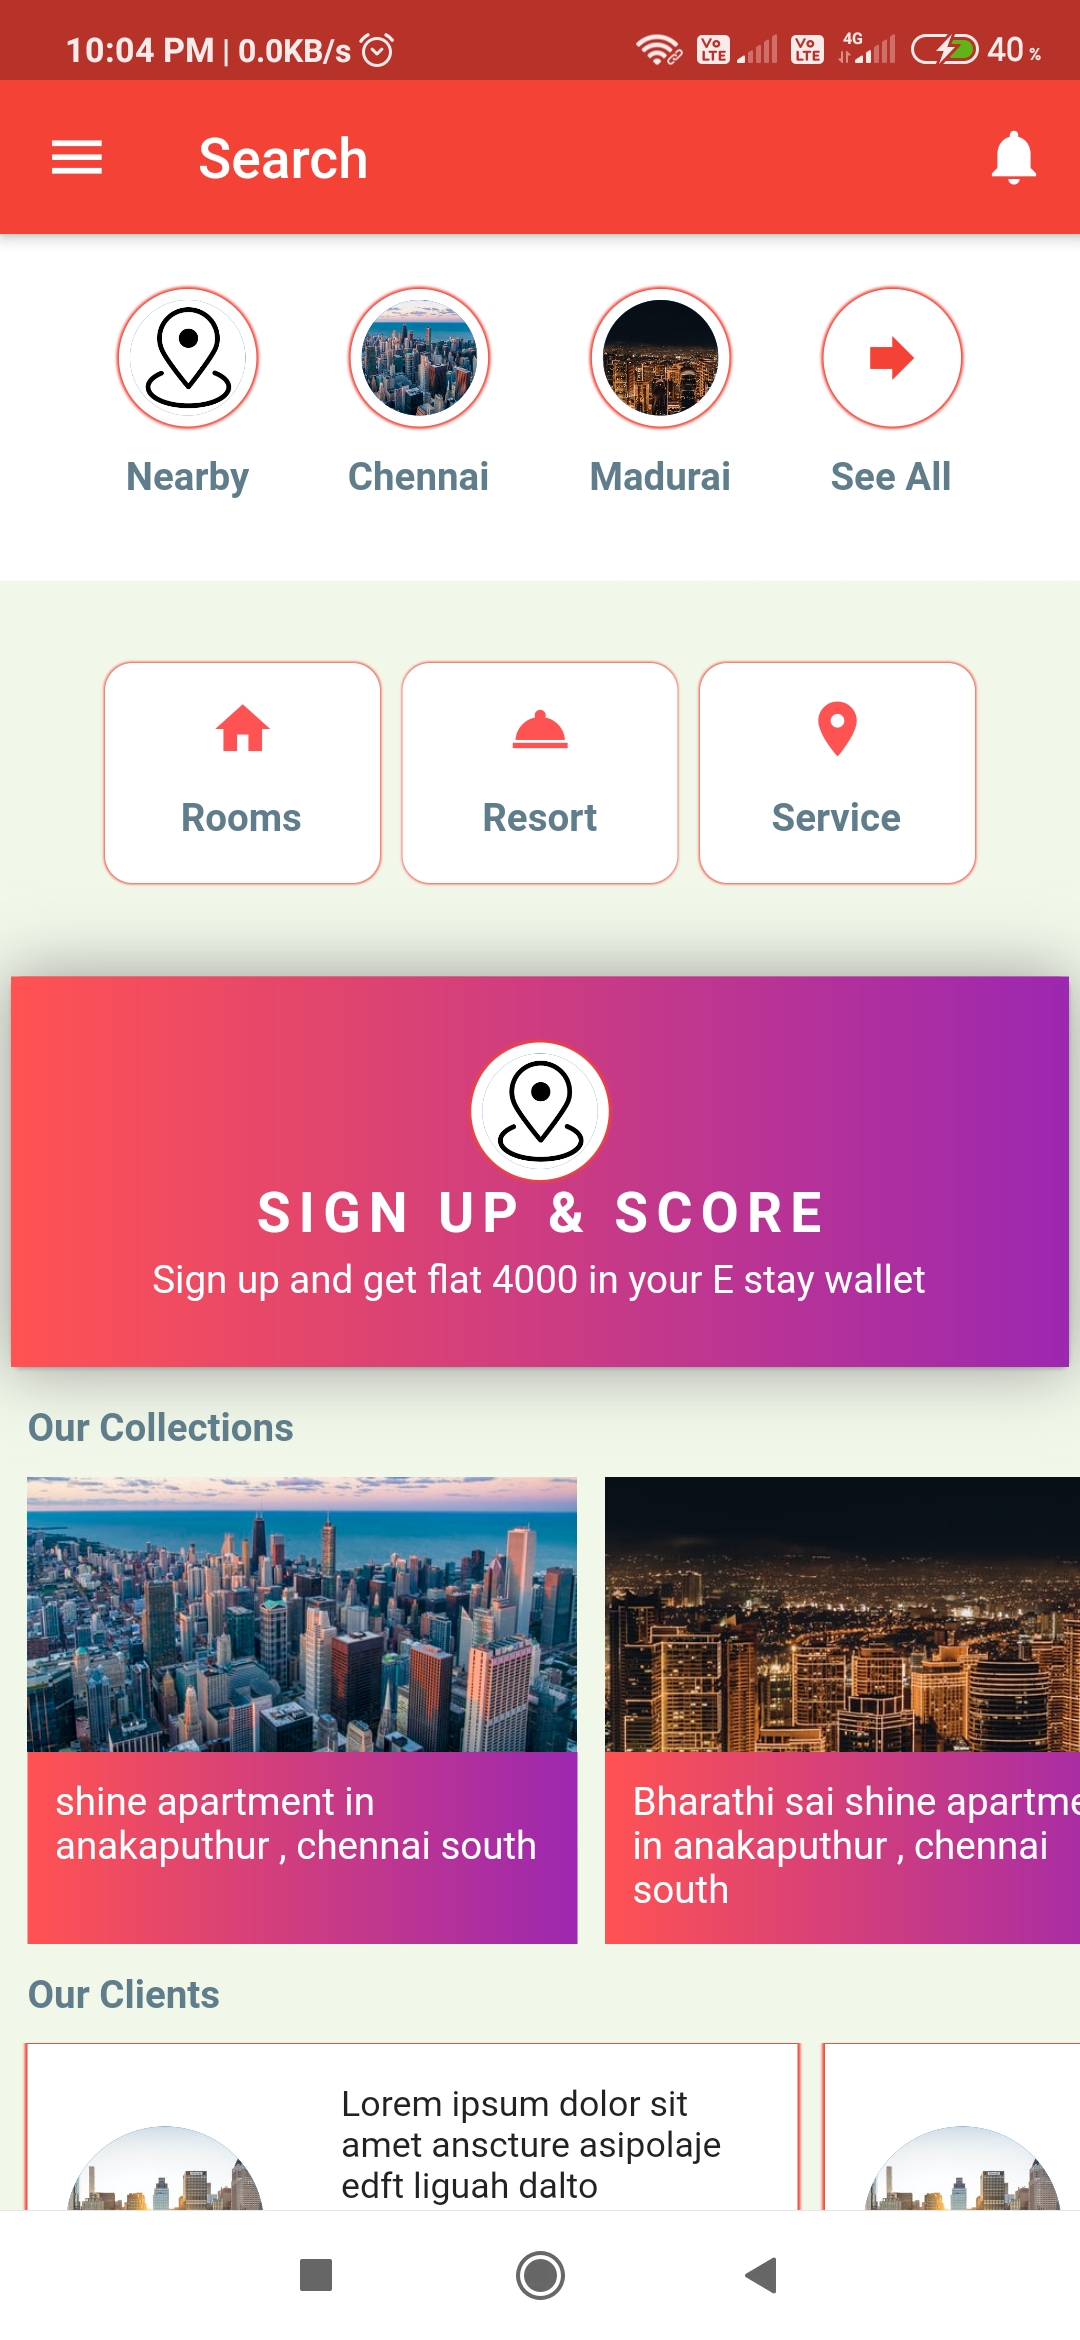 10:04 PM | 0.0KB/s
Vo LTE
Vo LTE
4G
40 %
Search
Nearby
Chennai
Madurai
See All
Rooms
Resort
Service
SIGN UP & SCORE
Sign up and get flat 4000 in your E stay wallet
Our Collections
shine apartment in
anakaputhur , chennai south
Bharathi sai shine apartme
in anakaputhur , chennai
south
Our Clients
Lorem ipsum dolor sit
amet anscture asipolaje
edft liguah dalto